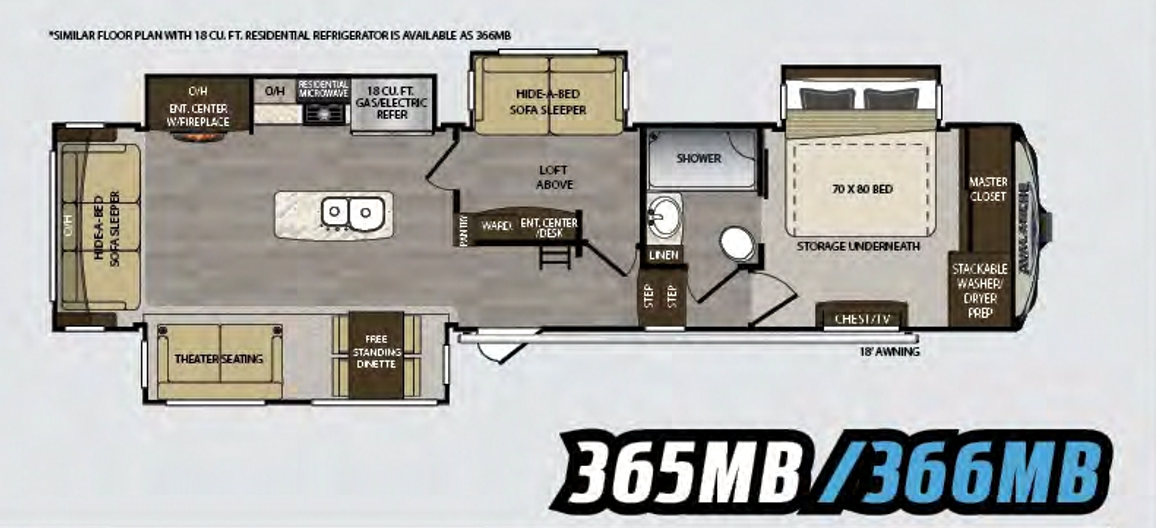 *SIMILAR FLOOR PLAN WITH 18 CU. FT. RESIDENTIAL REFRIGERATOR IS AVAILABLE AS 366MB
O/H
ENT. CENTER
W/FIREPLACE
O/H
RESIDENTIAL
MICROWAVE
18 CU. FT.
GAS/ELECTRIC
REFER
HIDE-A-BED
SOFA SLEEPER
O/H
HIDE-A-BED
SOFA SLEEPER
LOFT
ABOVE
PANTRY
WARD.
ENT. CENTER
/DESK
SHOWER
LINEN
STEP
STEP
70 X 80 BED
STORAGE UNDERNEATH
MASTER
CLOSET
STACKABLE
WASHER/
DRYER
PREP
AVALANCHE
CHEST/TV
18' AWNING
THEATER SEATING
FREE
STANDING
DINETTE
365MB/366MB